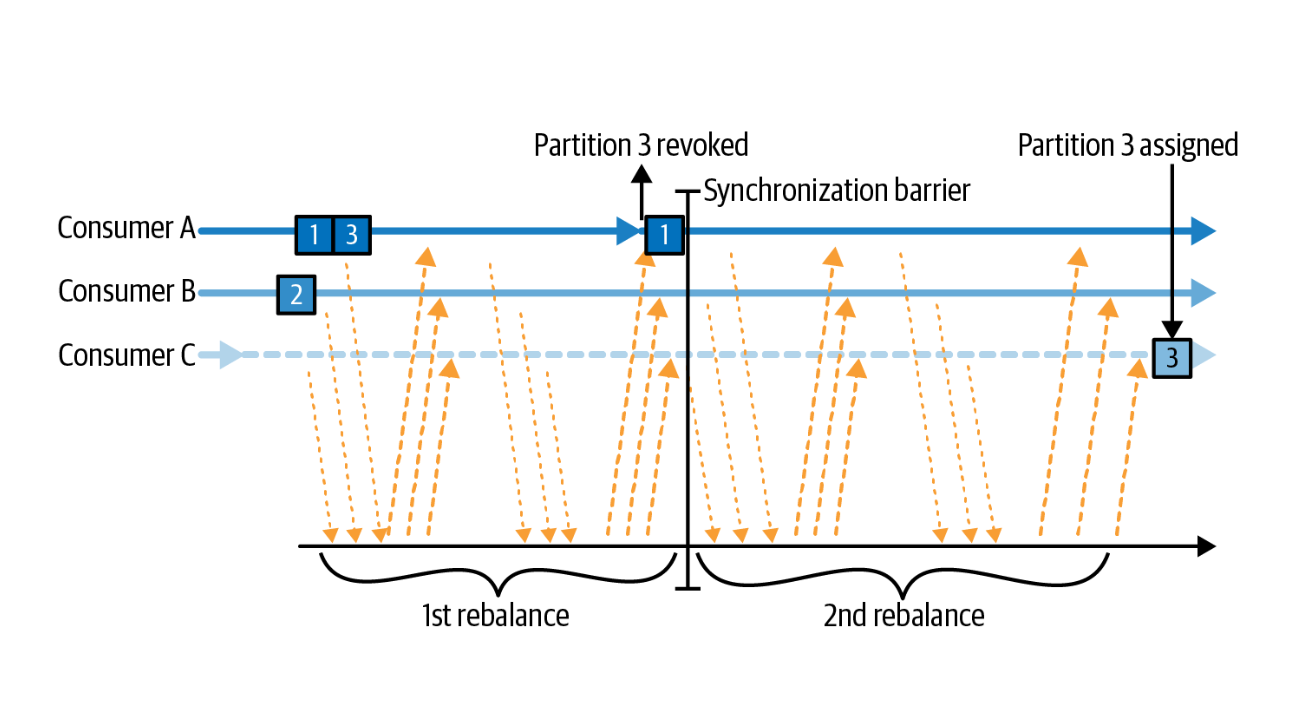 Partition 3 revoked
Partition 3 assigned
Synchronization barrier
Consumer A
1 3
1
Consumer B
2
Consumer C
3
1st rebalance
2nd rebalance